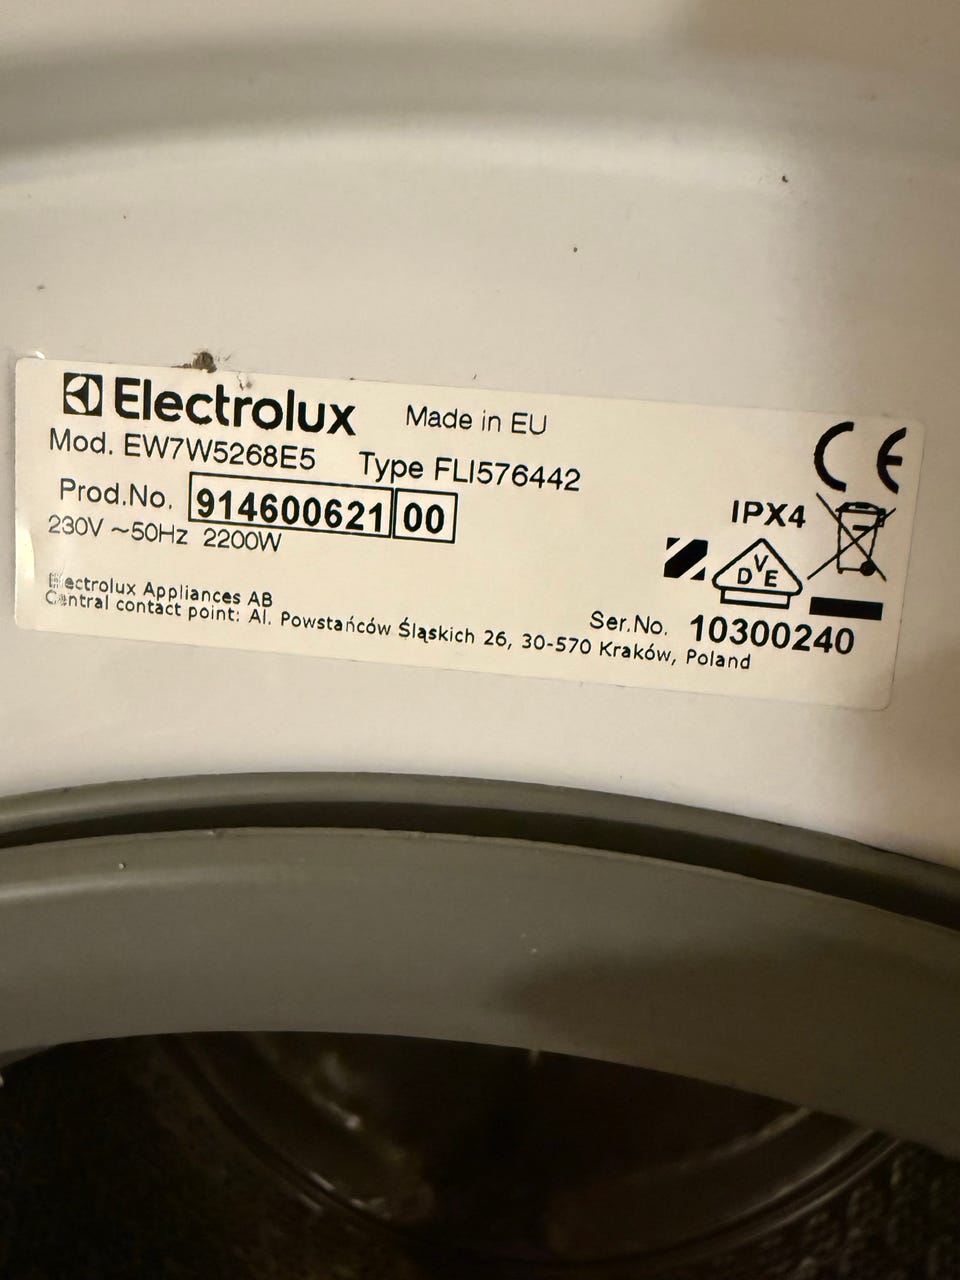 Electrolux Made in EU
Mod. EW7W5268E5 Type FLI576442
Prod.No. 914600621 00
230V ~50Hz 2200W
CE
IPX4
DVE
Electrolux Appliances AB
Central contact point: Al. Powstańców Śląskich 26, 30-570 Kraków, Poland
Ser.No. 10300240